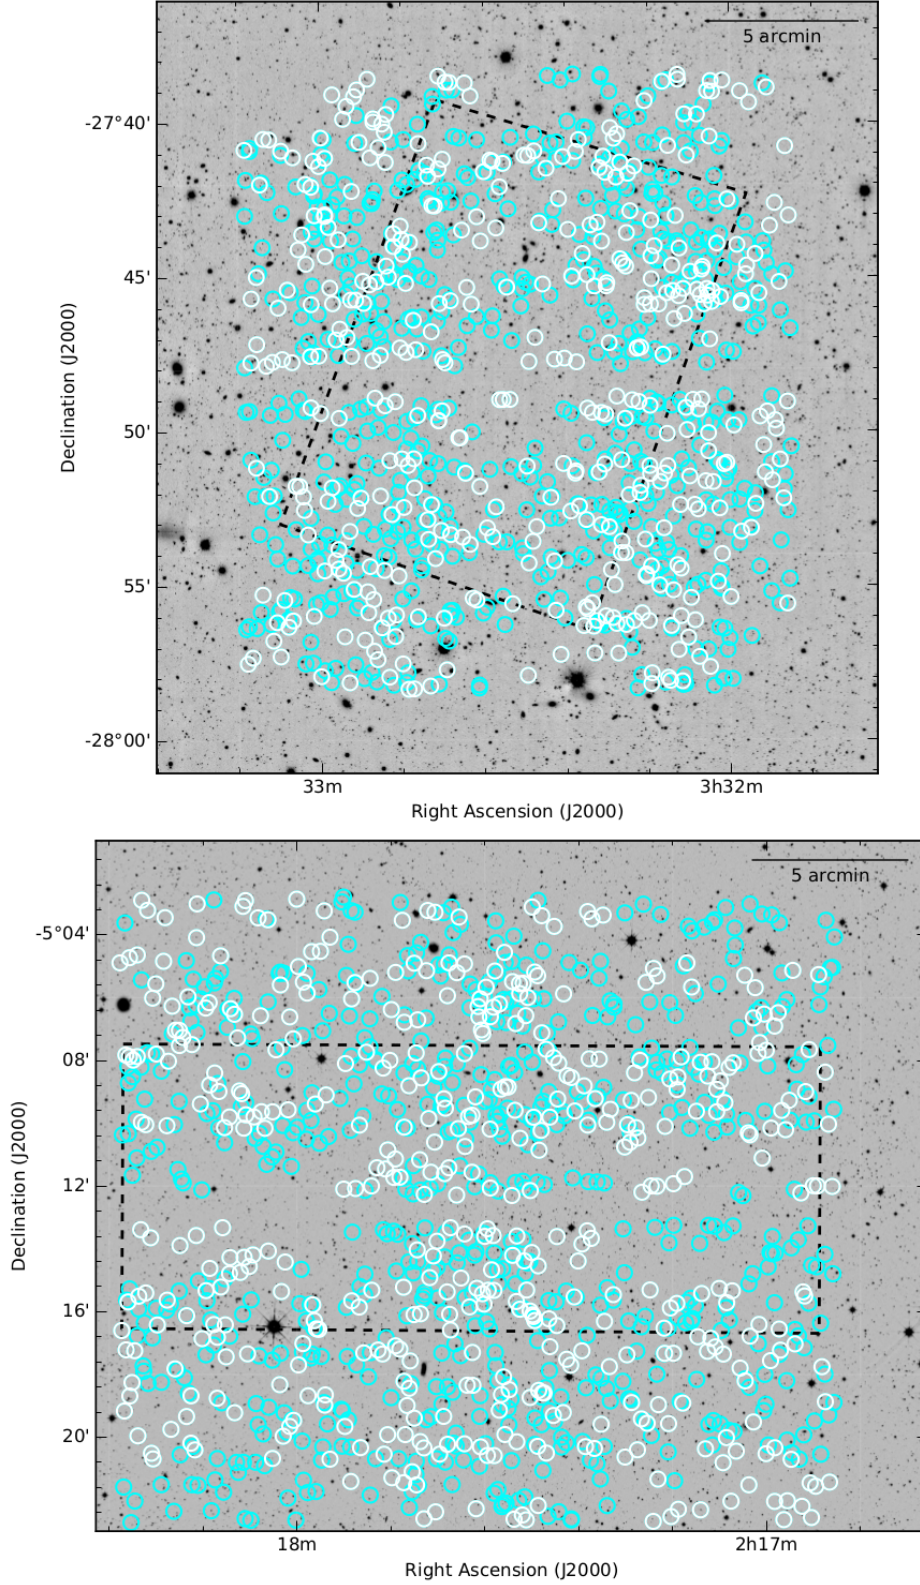 5 arcmin
-27°40'
45'
50'
55'
-28°00'
Declination (J2000)
33m
3h32m
Right Ascension (J2000)
5 arcmin
-5°04'
08'
12'
16'
20'
Declination (J2000)
18m
2h17m
Right Ascension (J2000)